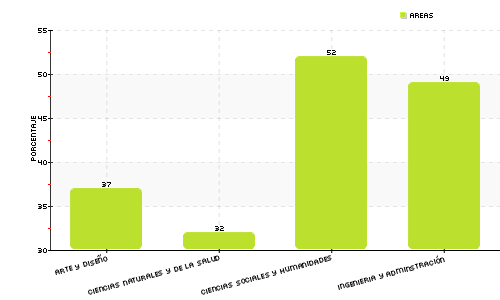 AREAS
55
50
45
40
35
30
PORCENTAJE
37
32
52
49
ARTE y DISEÑO
CIENCIAS NATURALES y DE LA SALUD
CIENCIAS SOCIALES y HUMANIDADES
INGENIERIA y ADMINSTRACIÓN